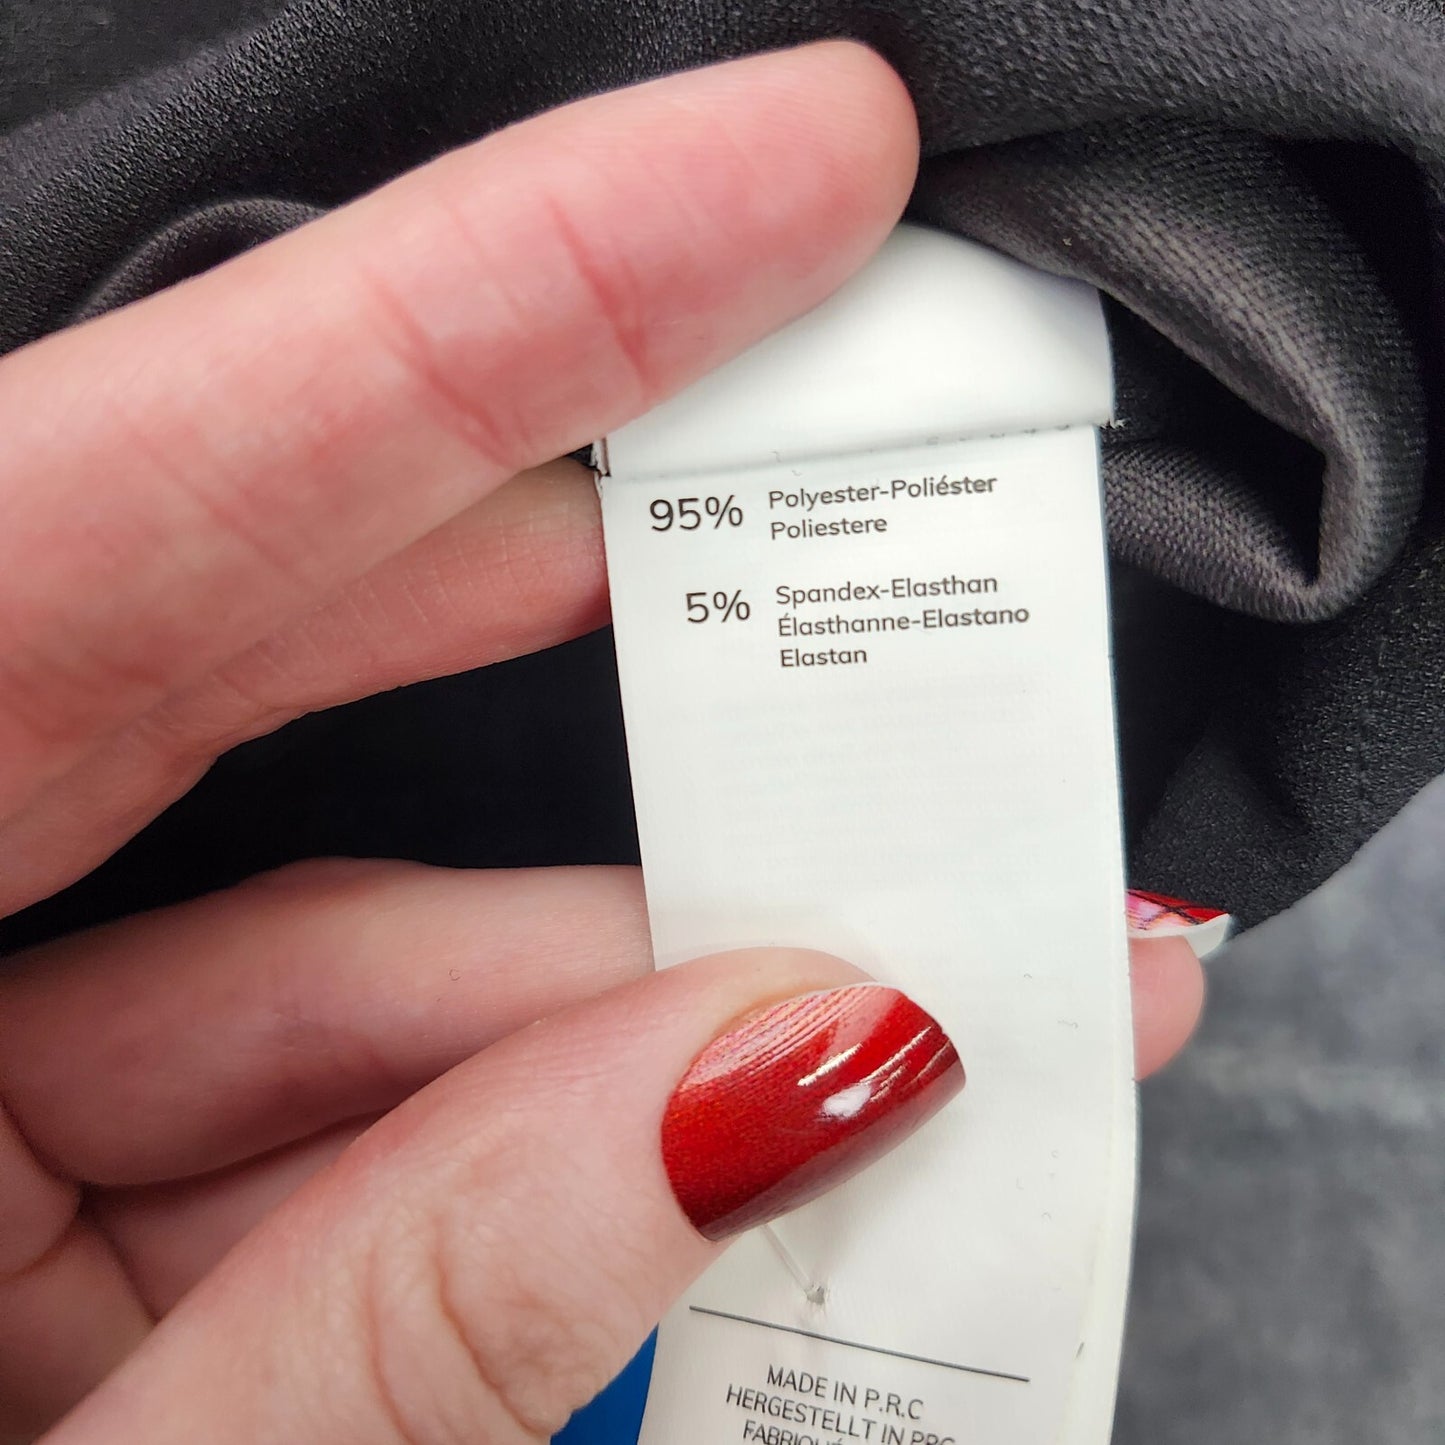 95% Polyester-Poliéster
Poliestere
5% Spandex-Elasthan
Élasthanne-Elastano
Elastan
MADE IN P.R.C
HERGESTELLT IN PRC